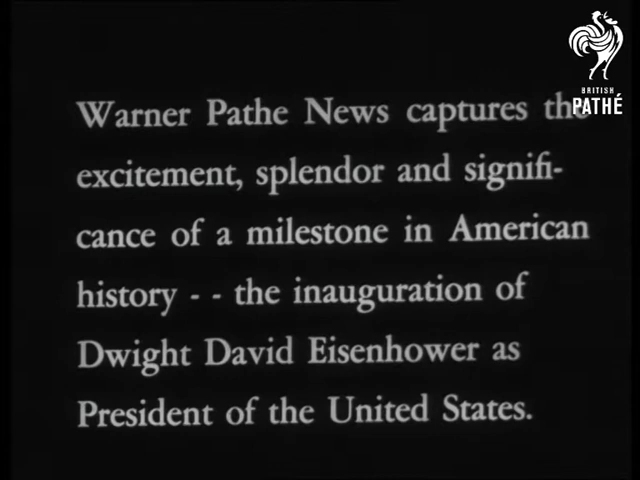 Warner Pathe News captures the
excitement, splendor and signifi-
cance of a milestone in American
history - - the inauguration of
Dwight David Eisenhower as
President of the United States.
BRITISH
PATHÉ